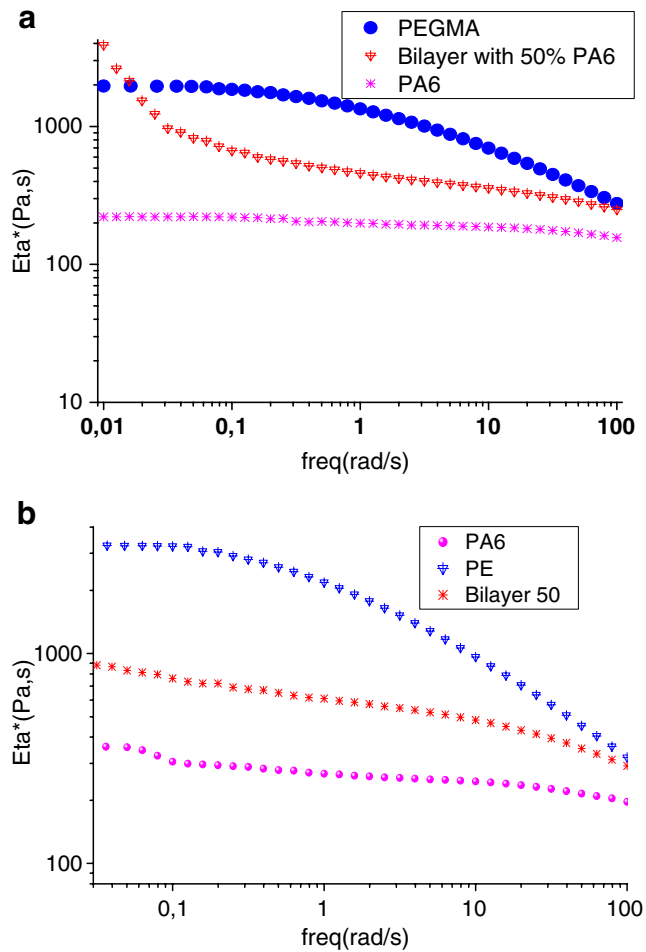 a
PEGMA
Bilayer with 50% PA6
PA6
1000
100
10
Eta*(Pa,s)
0,01
0,1
1
10
100
freq(rad/s)
b
PA6
PE
Bilayer 50
1000
100
Eta*(Pa,s)
0,1
1
10
100
freq(rad/s)